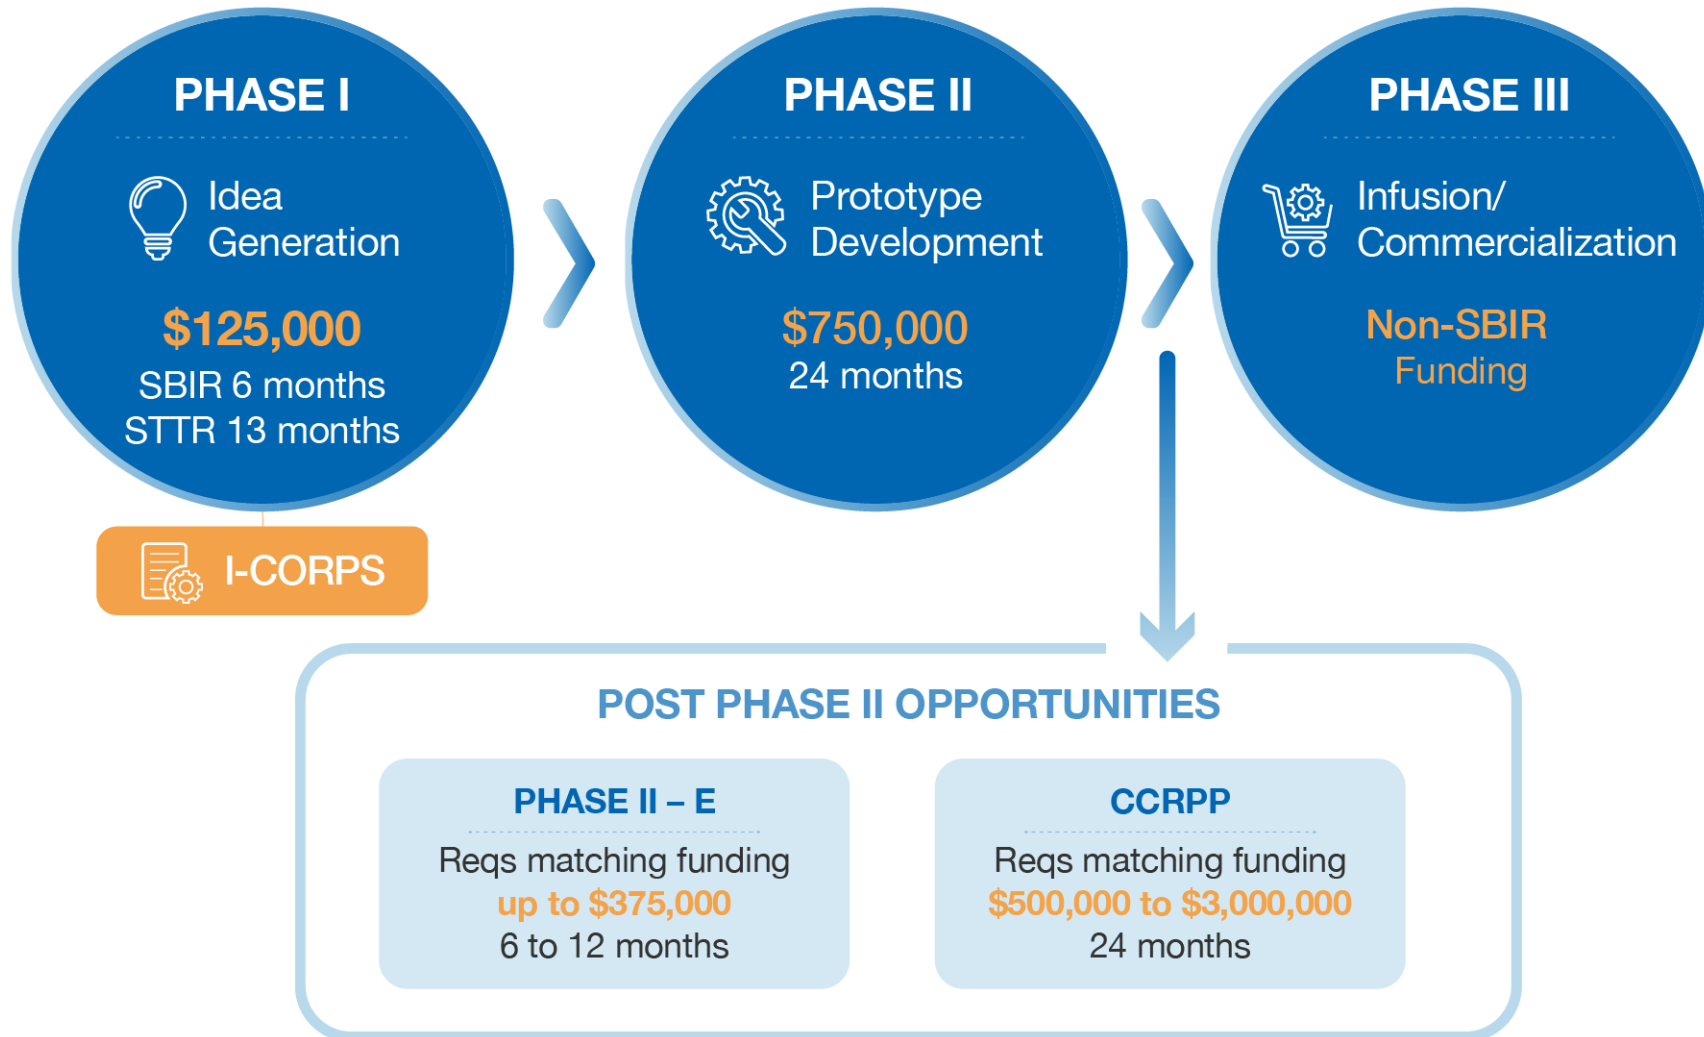 PHASE I
Idea
Generation
$125,000
SBIR 6 months
STTR 13 months
I-CORPS
PHASE II
Prototype
Development
$750,000
24 months
PHASE III
Infusion/
Commercialization
Non-SBIR
Funding
POST PHASE II OPPORTUNITIES
PHASE II – E
Reqs matching funding
up to $375,000
6 to 12 months
CCRPP
Reqs matching funding
$500,000 to $3,000,000
24 months